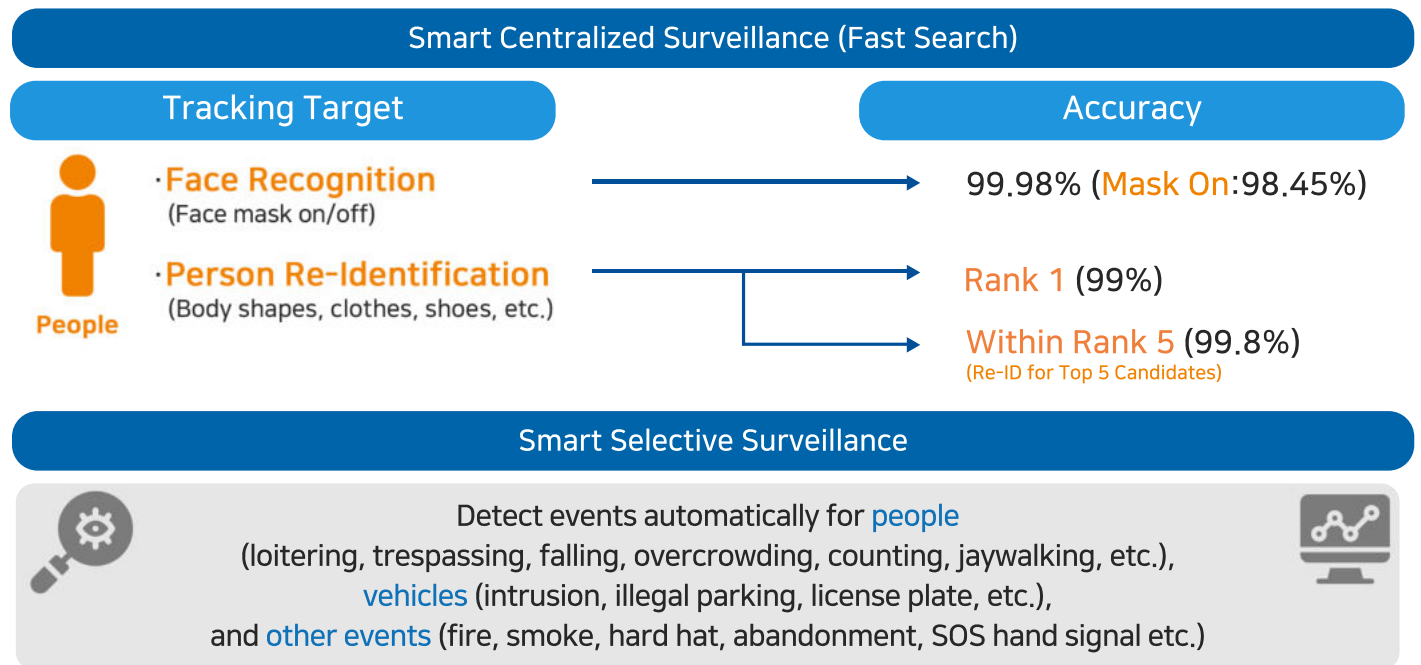 Smart Centralized Surveillance (Fast Search)
Tracking Target
Accuracy
· Face Recognition
(Face mask on/off)
99.98% (Mask On:98.45%)
· Person Re-Identification
(Body shapes, clothes, shoes, etc.)
People
Rank 1 (99%)
Within Rank 5 (99.8%)
(Re-ID for Top 5 Candidates)
Smart Selective Surveillance
Detect events automatically for people
(loitering, trespassing, falling, overcrowding, counting, jaywalking, etc.),
vehicles (intrusion, illegal parking, license plate, etc.),
and other events (fire, smoke, hard hat, abandonment, SOS hand signal etc.)